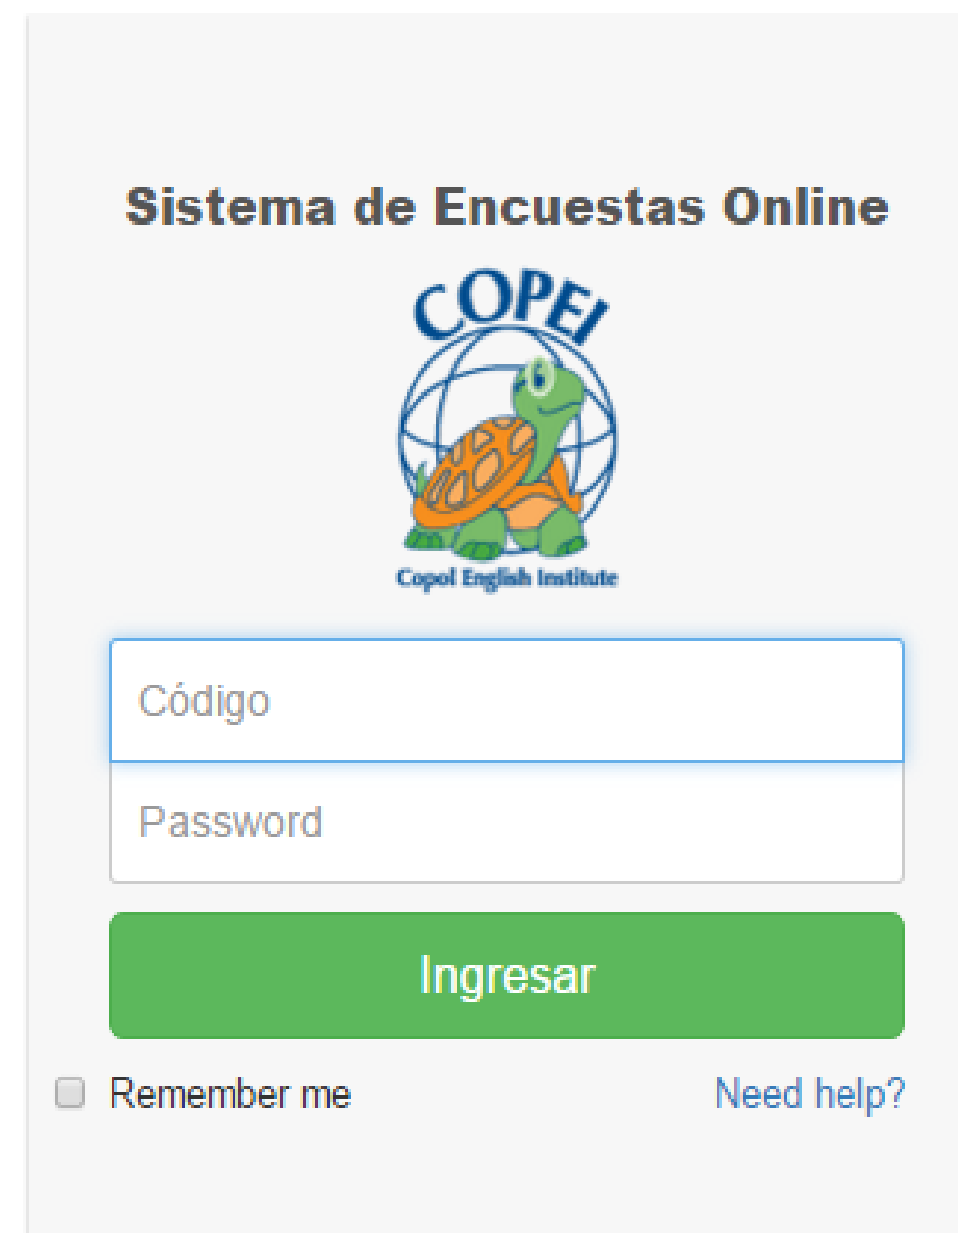 Sistema de Encuestas Online
COPEI
Copol English Institute
Código
Password
Ingresar
Remember me
Need help?